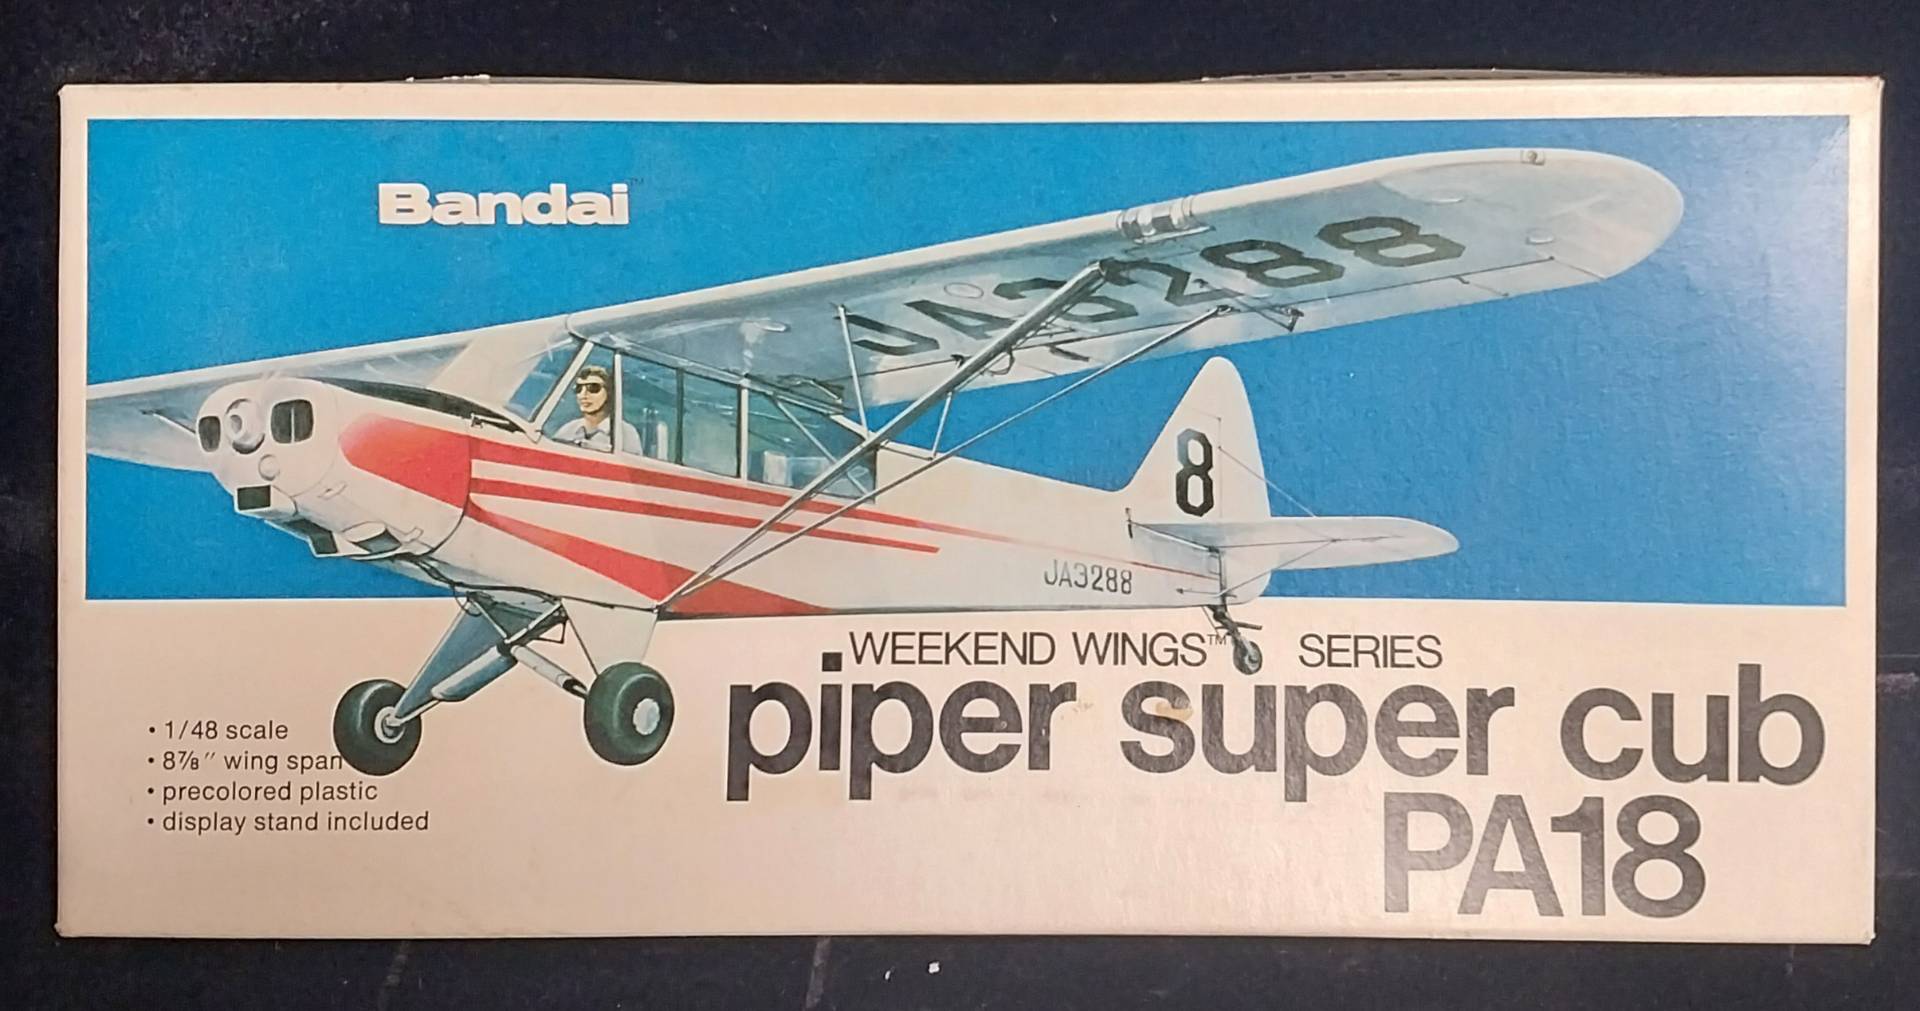 Bandai™
JA3288
8
JA3288
WEEKEND WINGS™ SERIES
piper super cub
PA18
• 1/48 scale
• 8⅞" wing span
• precolored plastic
• display stand included